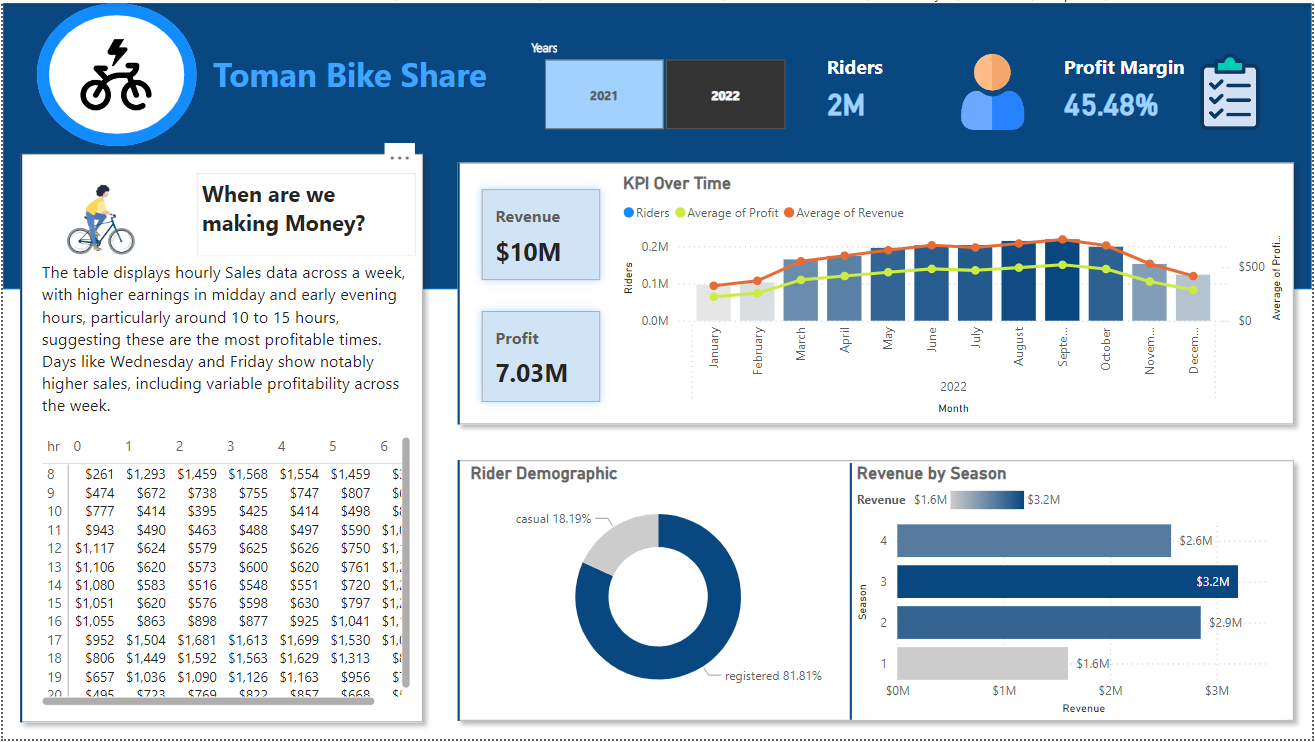 Toman Bike Share
Years
2021
2022
Riders
2M
Profit Margin
45.48%
...
When are we
making Money?
The table displays hourly Sales data across a week,
with higher earnings in midday and early evening
hours, particularly around 10 to 15 hours,
suggesting these are the most profitable times.
Days like Wednesday and Friday show notably
higher sales, including variable profitability across
the week.
hr 0 1 2 3 4 5 6
8 $261 $1,293 $1,459 $1,568 $1,554 $1,459
9 $474 $672 $738 $755 $747 $807
10 $777 $414 $395 $425 $414 $498
11 $943 $490 $463 $488 $497 $590
12 $1,117 $624 $579 $625 $626 $750
13 $1,106 $620 $573 $600 $620 $761
14 $1,080 $583 $516 $548 $551 $720
15 $1,051 $620 $576 $598 $630 $797
16 $1,055 $863 $898 $877 $925 $1,041
17 $952 $1,504 $1,681 $1,613 $1,699 $1,530
18 $806 $1,449 $1,592 $1,563 $1,629 $1,313
19 $657 $1,036 $1,090 $1,126 $1,163 $956
20 $495 $723 $769 $822 $857 $668
Revenue
$10M
Profit
7.03M
KPI Over Time
Riders Average of Profit Average of Revenue
Riders
0.2M
0.1M
0.0M
$500
$0
Average of Profi...
January
February
March
April
May
June
July
August
Septe...
October
Novem...
Decem...
2022
Month
Rider Demographic
casual 18.19%
registered 81.81%
Revenue by Season
Revenue $1.6M $3.2M
Season
4 $2.6M
3 $3.2M
2 $2.9M
1 $1.6M
$0M $1M $2M $3M
Revenue